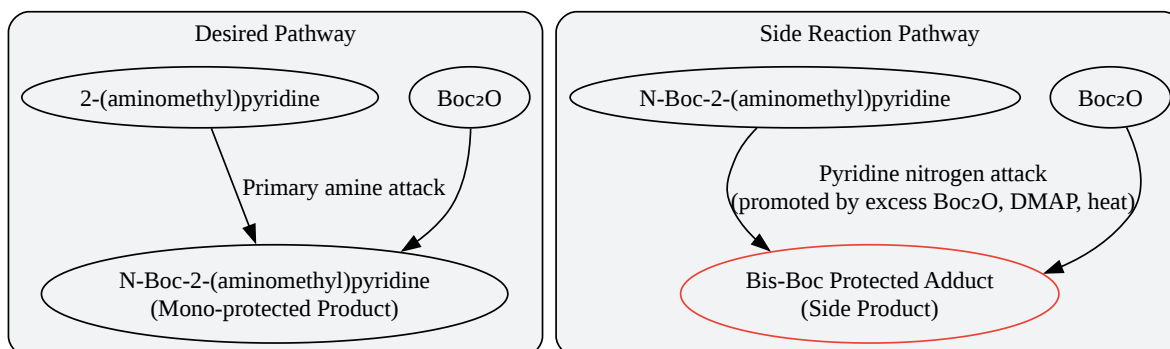 Desired Pathway
2-(aminomethyl)pyridine
Boc₂O
Primary amine attack
N-Boc-2-(aminomethyl)pyridine
(Mono-protected Product)
Side Reaction Pathway
N-Boc-2-(aminomethyl)pyridine
Boc₂O
Pyridine nitrogen attack
(promoted by excess Boc₂O, DMAP, heat)
Bis-Boc Protected Adduct
(Side Product)